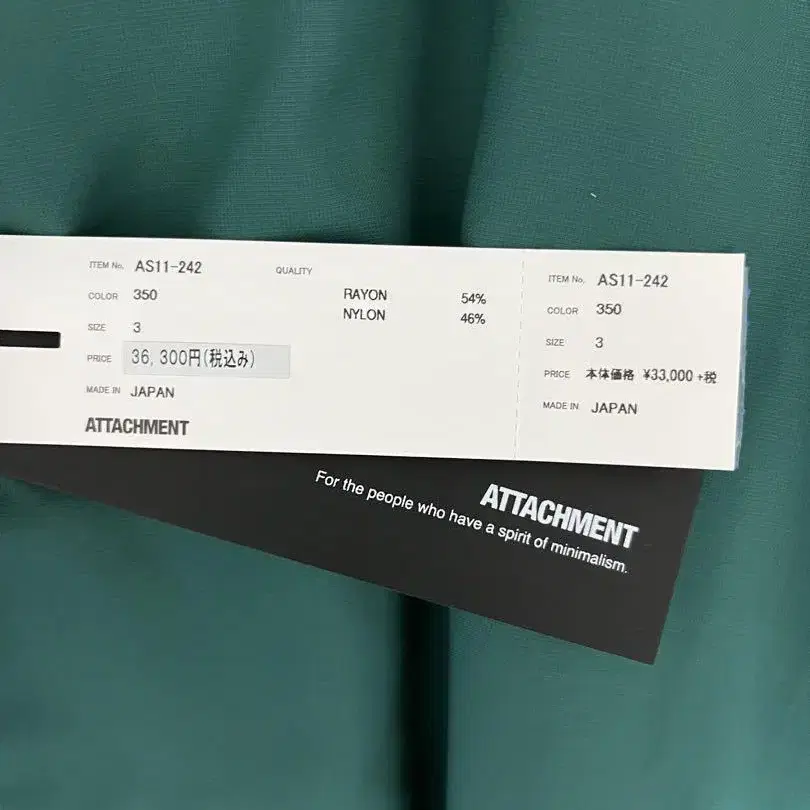 ITEM No. AS11-242
QUALITY
COLOR 350
RAYON 54%
NYLON 46%
SIZE 3
PRICE 36,300円(税込み)
MADE IN JAPAN
ATTACHMENT
ITEM No. AS11-242
COLOR 350
SIZE 3
PRICE 本体価格 ¥33,000+税
MADE IN JAPAN
ATTACHMENT
For the people who have a spirit of minimalism.